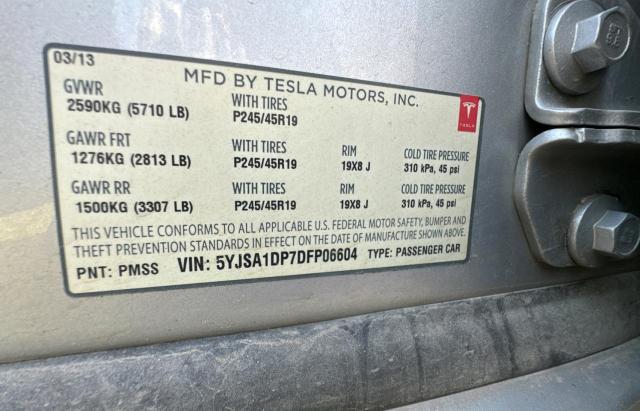 03/13
MFD BY TESLA MOTORS, INC.
GVWR WITH TIRES
2590KG (5710 LB) P245/45R19
TESLA
GAWR FRT WITH TIRES RIM COLD TIRE PRESSURE
1276KG (2813 LB) P245/45R19 19X8 J 310 kPa, 45 psi
GAWR RR WITH TIRES RIM COLD TIRE PRESSURE
1500KG (3307 LB) P245/45R19 19X8 J 310 kPa, 45 psi
THIS VEHICLE CONFORMS TO ALL APPLICABLE U.S. FEDERAL MOTOR SAFETY, BUMPER AND
THEFT PREVENTION STANDARDS IN EFFECT ON THE DATE OF MANUFACTURE SHOWN ABOVE.
PNT: PMSS VIN: 5YJSA1DP7DFP06604 TYPE: PASSENGER CAR